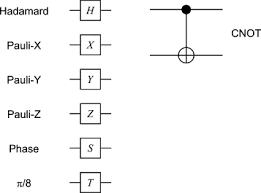 Hadamard H
Pauli-X X
Pauli-Y Y
Pauli-Z Z
Phase S
π/8 T
CNOT